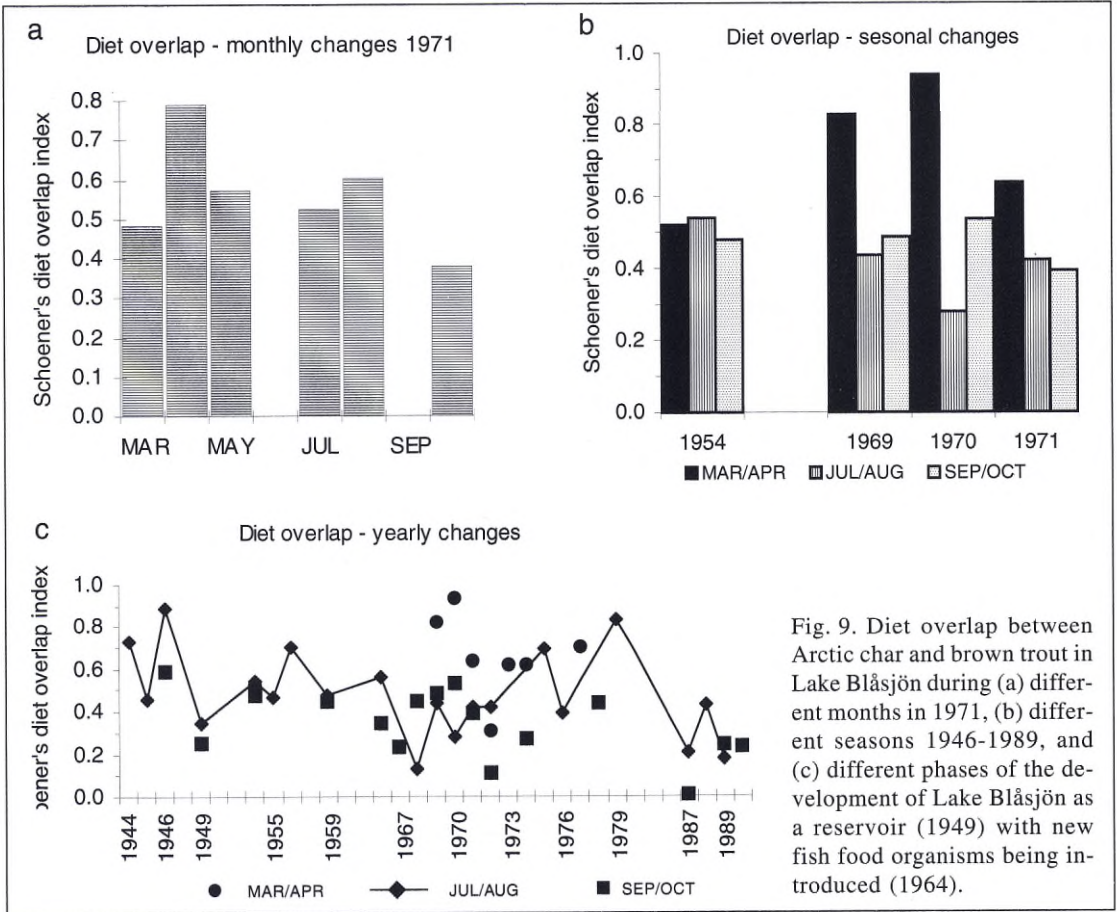 a
Diet overlap - monthly changes 1971
Schoener's diet overlap index
0.8
0.7
0.6
0.5
0.4
0.3
0.2
0.1
0.0
MAR MAY JUL SEP
b
Diet overlap - sesonal changes
Schoener's diet overlap index
1.0
0.8
0.6
0.4
0.2
0.0
1954 1969 1970 1971
MAR/APR JUL/AUG SEP/OCT
c
Diet overlap - yearly changes
oener's diet overlap index
1.0
0.8
0.6
0.4
0.2
0.0
1944 1946 1949 1955 1959 1967 1970 1973 1976 1979 1987 1989
MAR/APR JUL/AUG SEP/OCT
Fig. 9. Diet overlap between
Arctic char and brown trout in
Lake Blåsjön during (a) differ-
ent months in 1971, (b) differ-
ent seasons 1946-1989, and
(c) different phases of the de-
velopment of Lake Blåsjön as
a reservoir (1949) with new
fish food organisms being in-
troduced (1964).